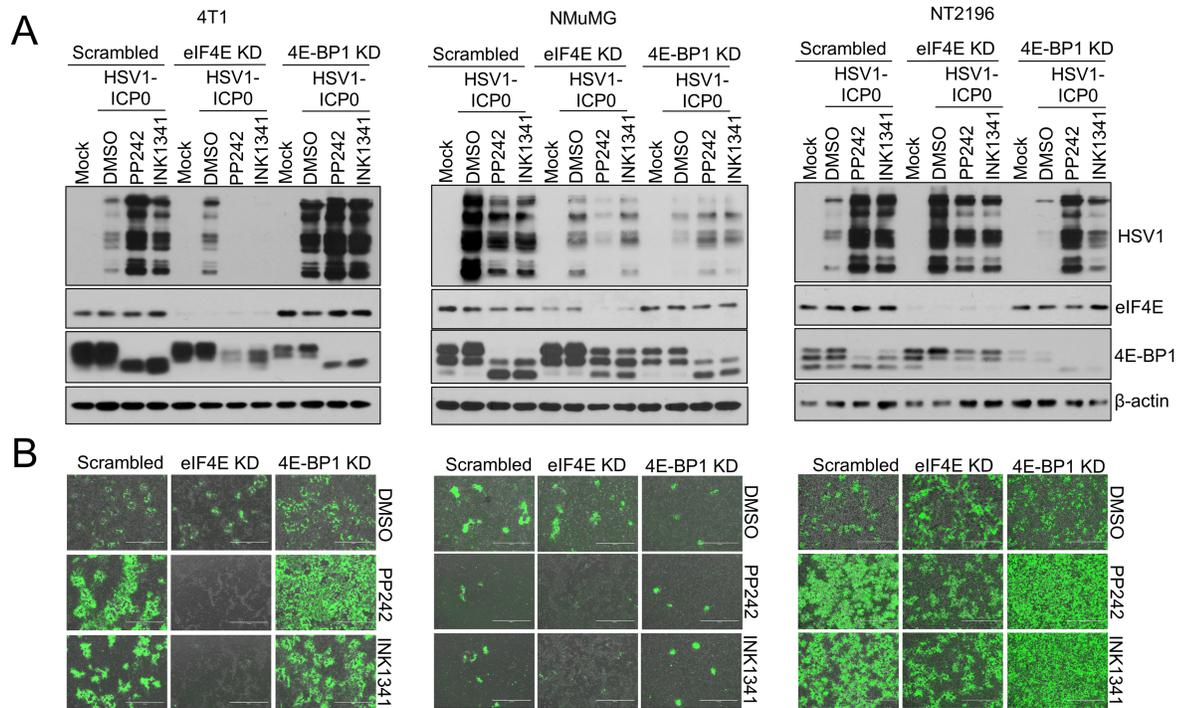 A
4T1
NMuMG
NT2196
Scrambled eIF4E KD 4E-BP1 KD
Scrambled eIF4E KD 4E-BP1 KD
Scrambled eIF4E KD 4E-BP1 KD
HSV1- HSV1- HSV1-
ICP0 ICP0 ICP0
HSV1- HSV1- HSV1-
ICP0 ICP0 ICP0
HSV1- HSV1- HSV1-
ICP0 ICP0 ICP0
Mock DMSO PP242 INK1341 Mock DMSO PP242 INK1341 Mock DMSO PP242 INK1341
Mock DMSO PP242 INK1341 Mock DMSO PP242 INK1341 Mock DMSO PP242 INK1341
Mock DMSO PP242 INK1341 Mock DMSO PP242 INK1341 Mock DMSO PP242 INK1341
HSV1
eIF4E
4E-BP1
β-actin
B
Scrambled eIF4E KD 4E-BP1 KD
DMSO
PP242
INK1341
Scrambled eIF4E KD 4E-BP1 KD
DMSO
PP242
INK1341
Scrambled eIF4E KD 4E-BP1 KD
DMSO
PP242
INK1341